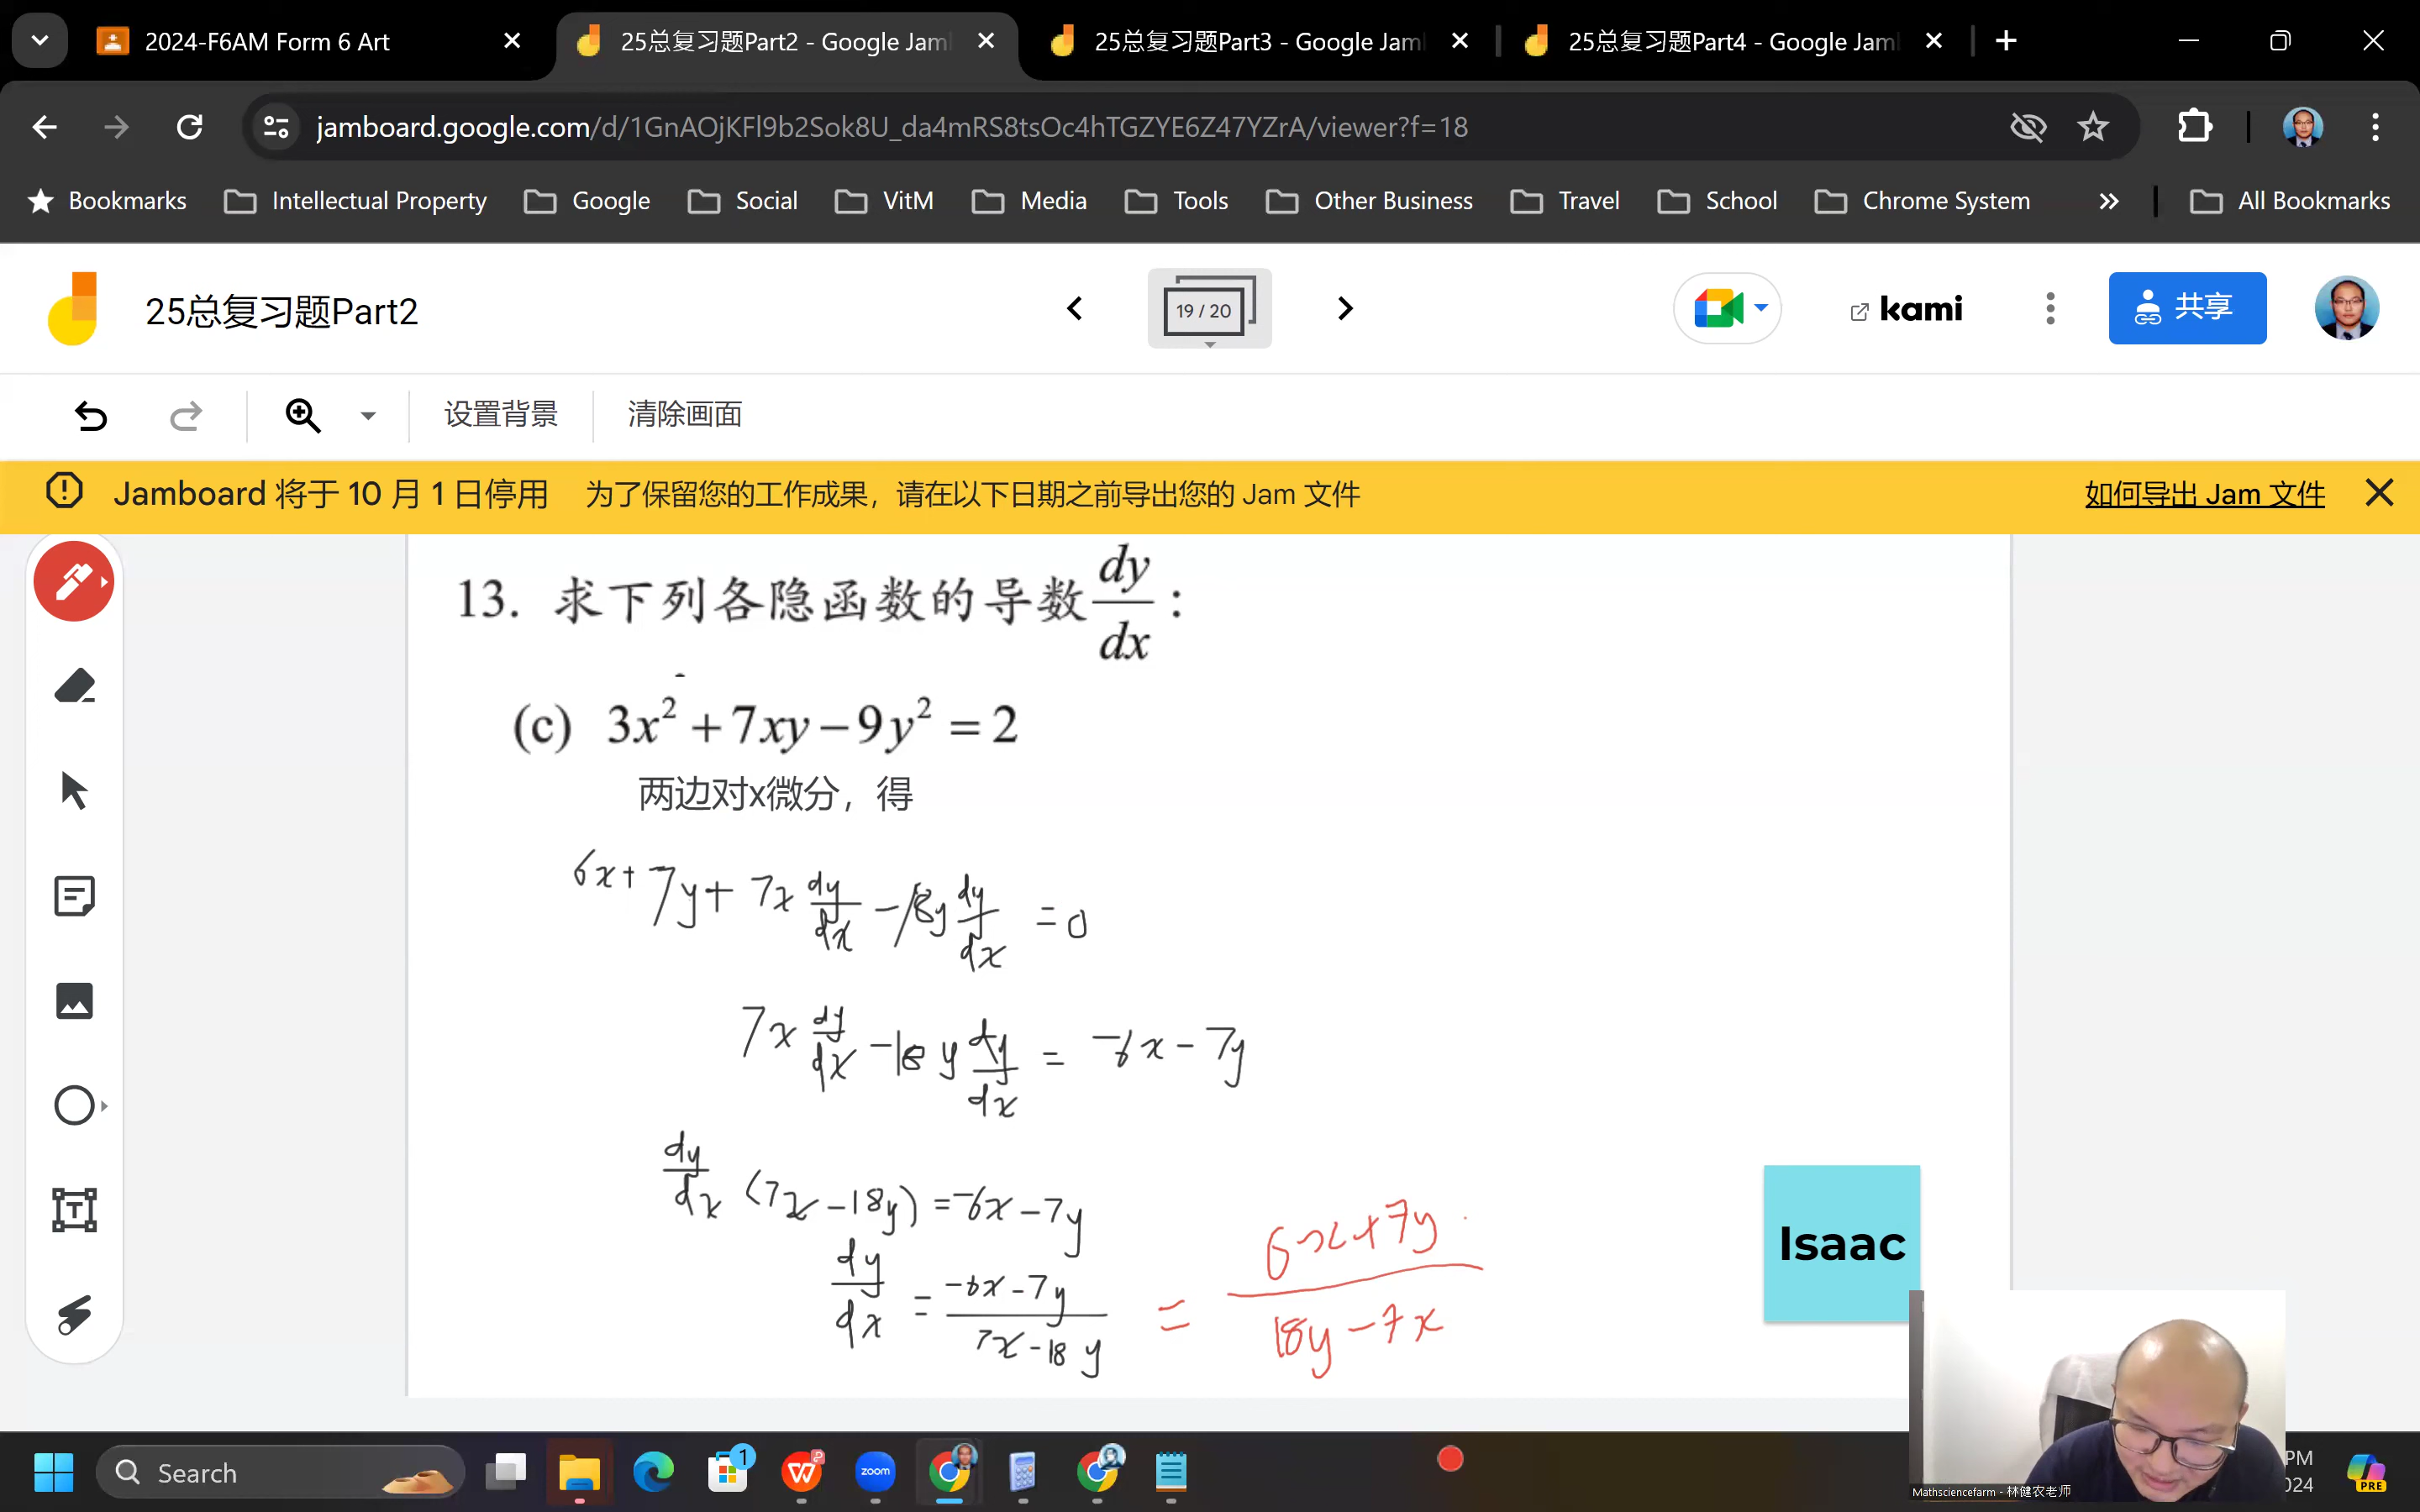 2024-F6AM Form 6 Art
25总复习题Part2 - Google Jam
25总复习题Part3 - Google Jam
25总复习题Part4 - Google Jam
jamboard.google.com/d/1GnAOjKFl9b2Sok8U_da4mRS8tsOc4hTGZYE6Z47YZrA/viewer?f=18
Bookmarks Intellectual Property Google Social VitM Media Tools Other Business Travel School Chrome System » All Bookmarks
25总复习题Part2
19 / 20
kami
共享
设置背景 清除画面
Jamboard 将于 10 月 1 日停用 为了保留您的工作成果，请在以下日期之前导出您的 Jam 文件 如何导出 Jam 文件
13. 求下列各隐函数的导数 dy/dx :
(c) 3x² + 7xy − 9y² = 2
两边对x微分，得
6x + 7y + 7x dy/dx − 18y dy/dx = 0
7x dy/dx − 18 y dy/dx = −6x − 7y
dy/dx (7x − 18y) = −6x − 7y
dy/dx = (−6x − 7y)/(7x − 18y) = (6x + 7y)/(18y − 7x)
Isaac
Mathsciencefarm - 林健农老师
Search
1
zoom
PM
024
PRE